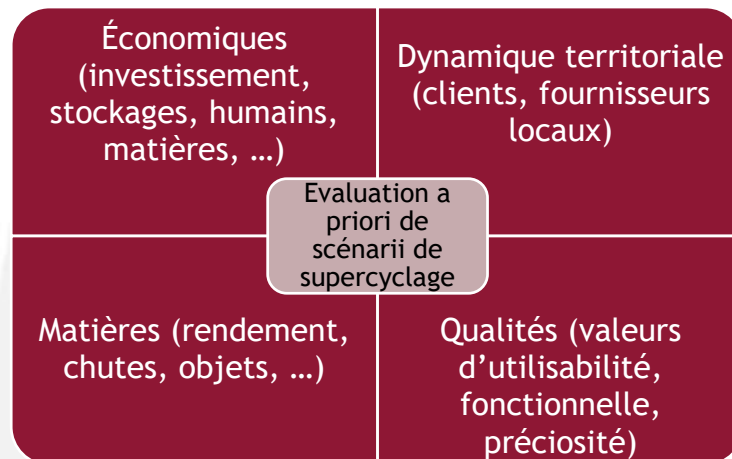 Économiques
(investissement,
stockages, humains,
matières, …)
Dynamique territoriale
(clients, fournisseurs
locaux)
Evaluation a
priori de
scénarii de
supercyclage
Matières (rendement,
chutes, objets, …)
Qualités (valeurs
d’utilisabilité,
fonctionnelle,
préciosité)